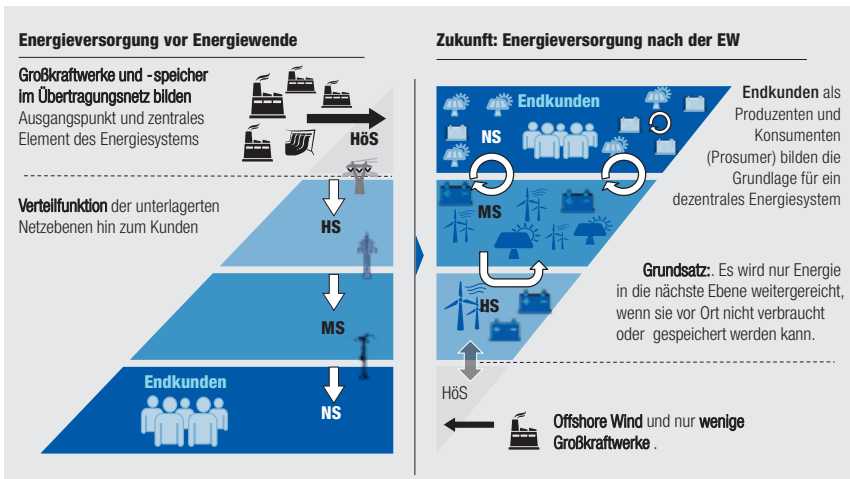 Energieversorgung vor Energiewende
Großkraftwerke und -speicher
im Übertragungsnetz bilden
Ausgangspunkt und zentrales
Element des Energiesystems
HöS
Verteilfunktion der unterlagerten
Netzebenen hin zum Kunden
HS
MS
Endkunden
NS
Zukunft: Energieversorgung nach der EW
Endkunden
NS
Endkunden als
Produzenten und
Konsumenten
(Prosumer) bilden die
Grundlage für ein
dezentrales Energiesystem
MS
Grundsatz:. Es wird nur Energie
in die nächste Ebene weitergereicht,
wenn sie vor Ort nicht verbraucht
oder gespeichert werden kann.
HS
HöS
Offshore Wind und nur wenige
Großkraftwerke .